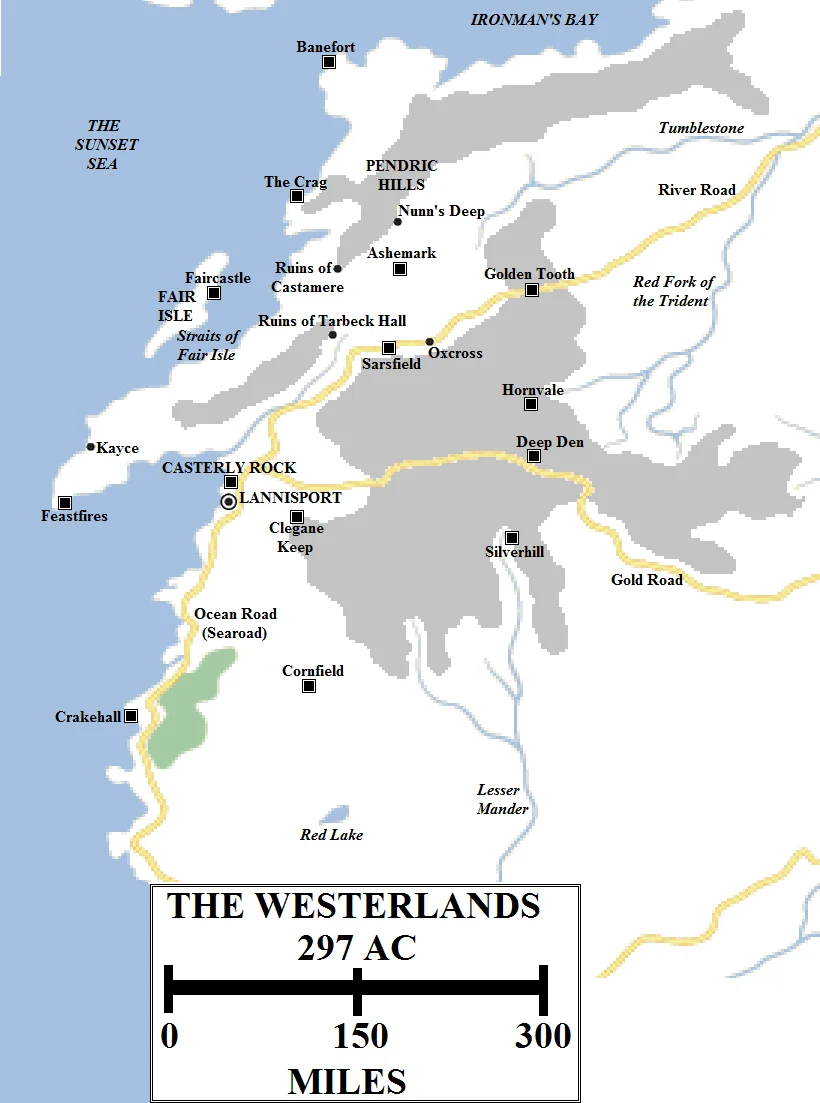 IRONMAN'S BAY
Banefort
THE
SUNSET
SEA
Tumblestone
PENDRIC
HILLS
The Crag
River Road
Nunn's Deep
Ashemark
Ruins of
Castamere
Faircastle
Golden Tooth
FAIR
ISLE
Red Fork of
the Trident
Ruins of Tarbeck Hall
Straits of
Fair Isle
Oxcross
Sarsfield
Hornvale
Deep Den
Kayce
CASTERLY ROCK
LANNISPORT
Feastfires
Clegane
Keep
Silverhill
Gold Road
Ocean Road
(Searoad)
Cornfield
Crakehall
Lesser
Mander
Red Lake
THE WESTERLANDS
297 AC
0 150 300
MILES